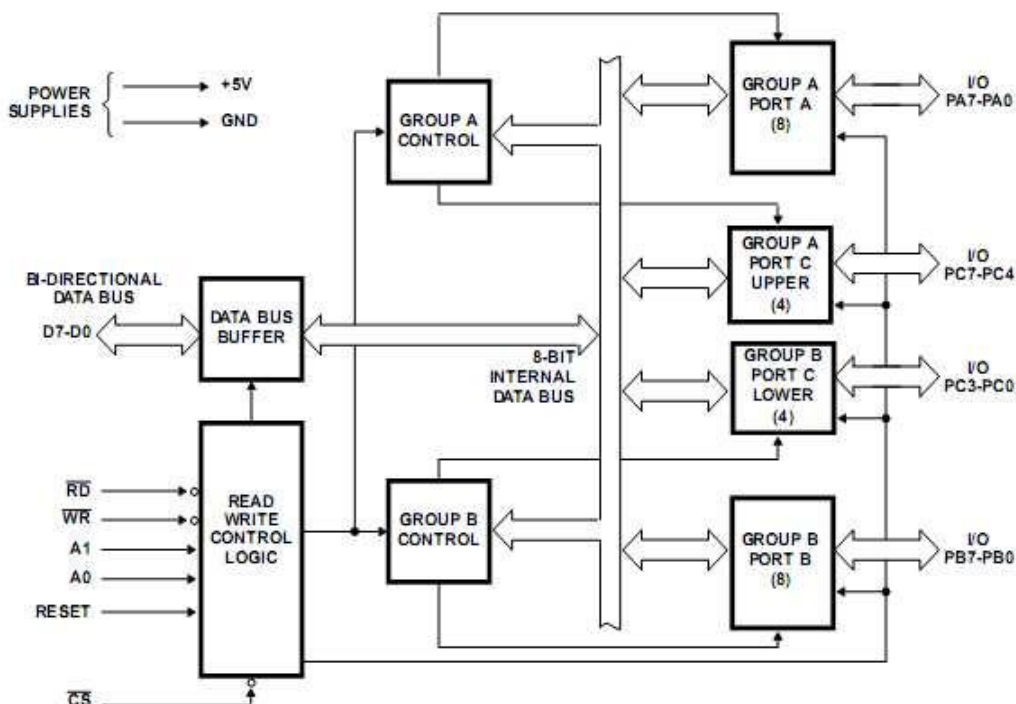 POWER
SUPPLIES
+5V
GND
GROUP A
CONTROL
GROUP A
PORT A
(8)
I/O
PA7-PA0
GROUP A
PORT C
UPPER
(4)
I/O
PC7-PC4
BI-DIRECTIONAL
DATA BUS
D7-D0
DATA BUS
BUFFER
8-BIT
INTERNAL
DATA BUS
GROUP B
PORT C
LOWER
(4)
I/O
PC3-PC0
RD
WR
A1
A0
RESET
CS
READ
WRITE
CONTROL
LOGIC
GROUP B
CONTROL
GROUP B
PORT B
(8)
I/O
PB7-PB0